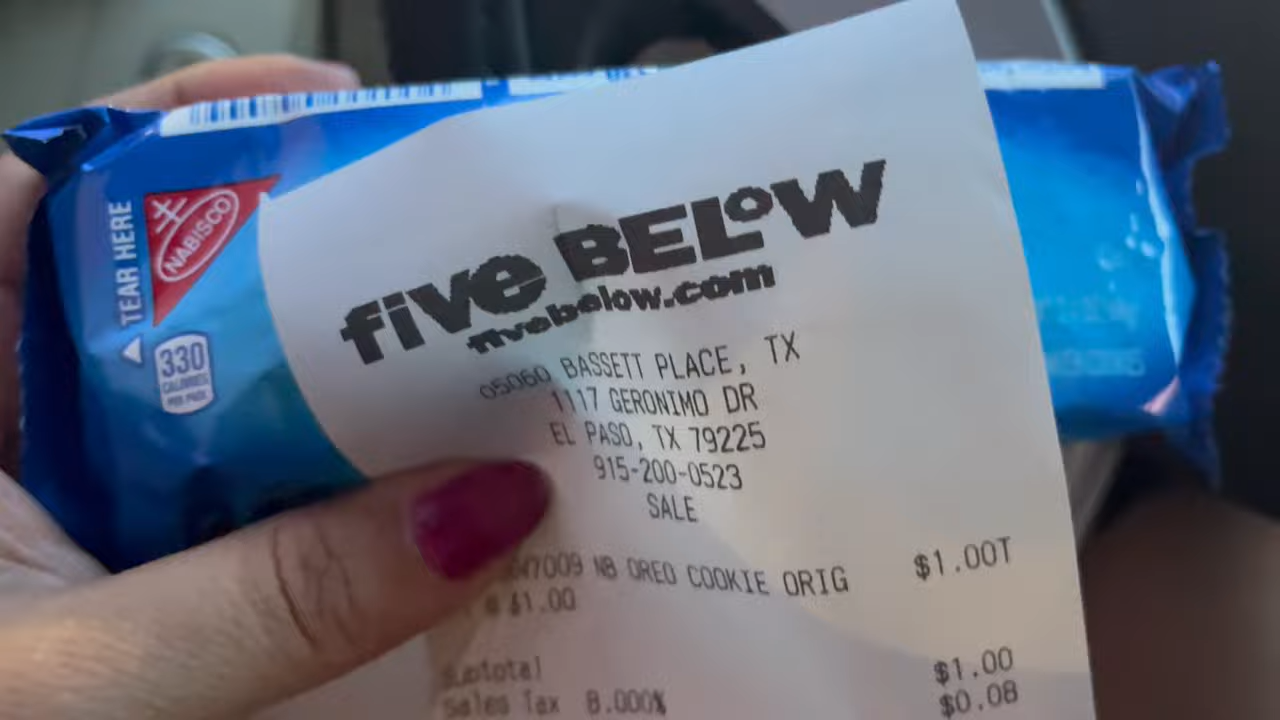 TEAR HERE
NABISCO
330
CALORIES
PER PACK
five BELOW
fivebelow.com
05060 BASSETT PLACE, TX
1117 GERONIMO DR
EL PASO, TX 79225
915-200-0523
SALE
7009 NB OREO COOKIE ORIG $1.00T
@ $1.00
Subtotal $1.00
Sales Tax 8.000% $0.08